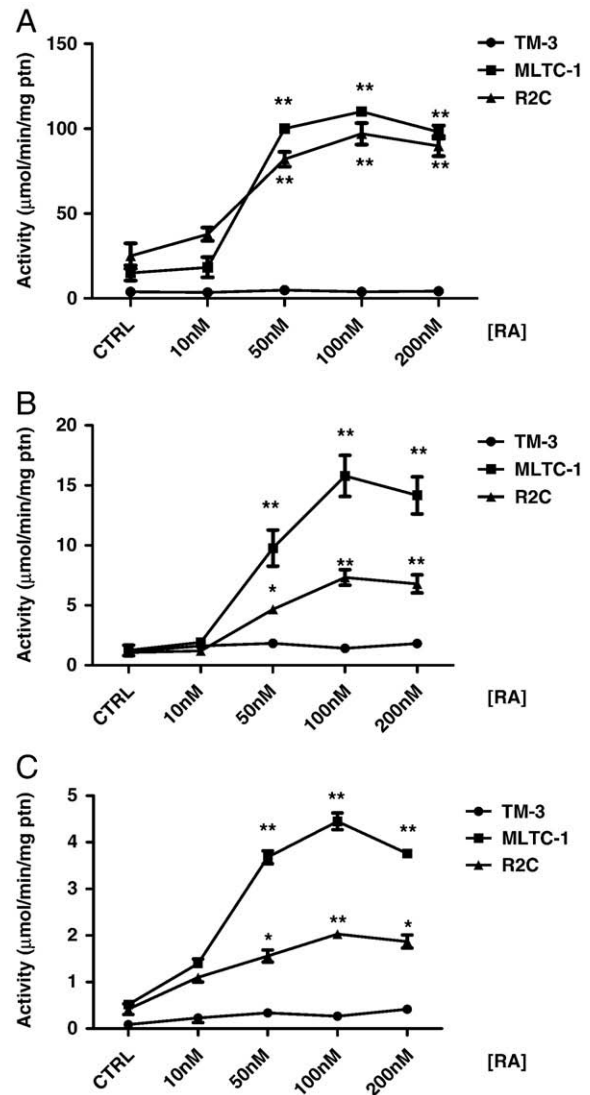 A
Activity (μmol/min/mg ptn)
150
100
50
0
** ** **
** ** **
TM-3
MLTC-1
R2C
CTRL 10nM 50nM 100nM 200nM [RA]
B
Activity (μmol/min/mg ptn)
20
15
10
5
0
** ** **
* ** **
TM-3
MLTC-1
R2C
CTRL 10nM 50nM 100nM 200nM [RA]
C
Activity (μmol/min/mg ptn)
5
4
3
2
1
0
** ** **
* ** *
TM-3
MLTC-1
R2C
CTRL 10nM 50nM 100nM 200nM [RA]